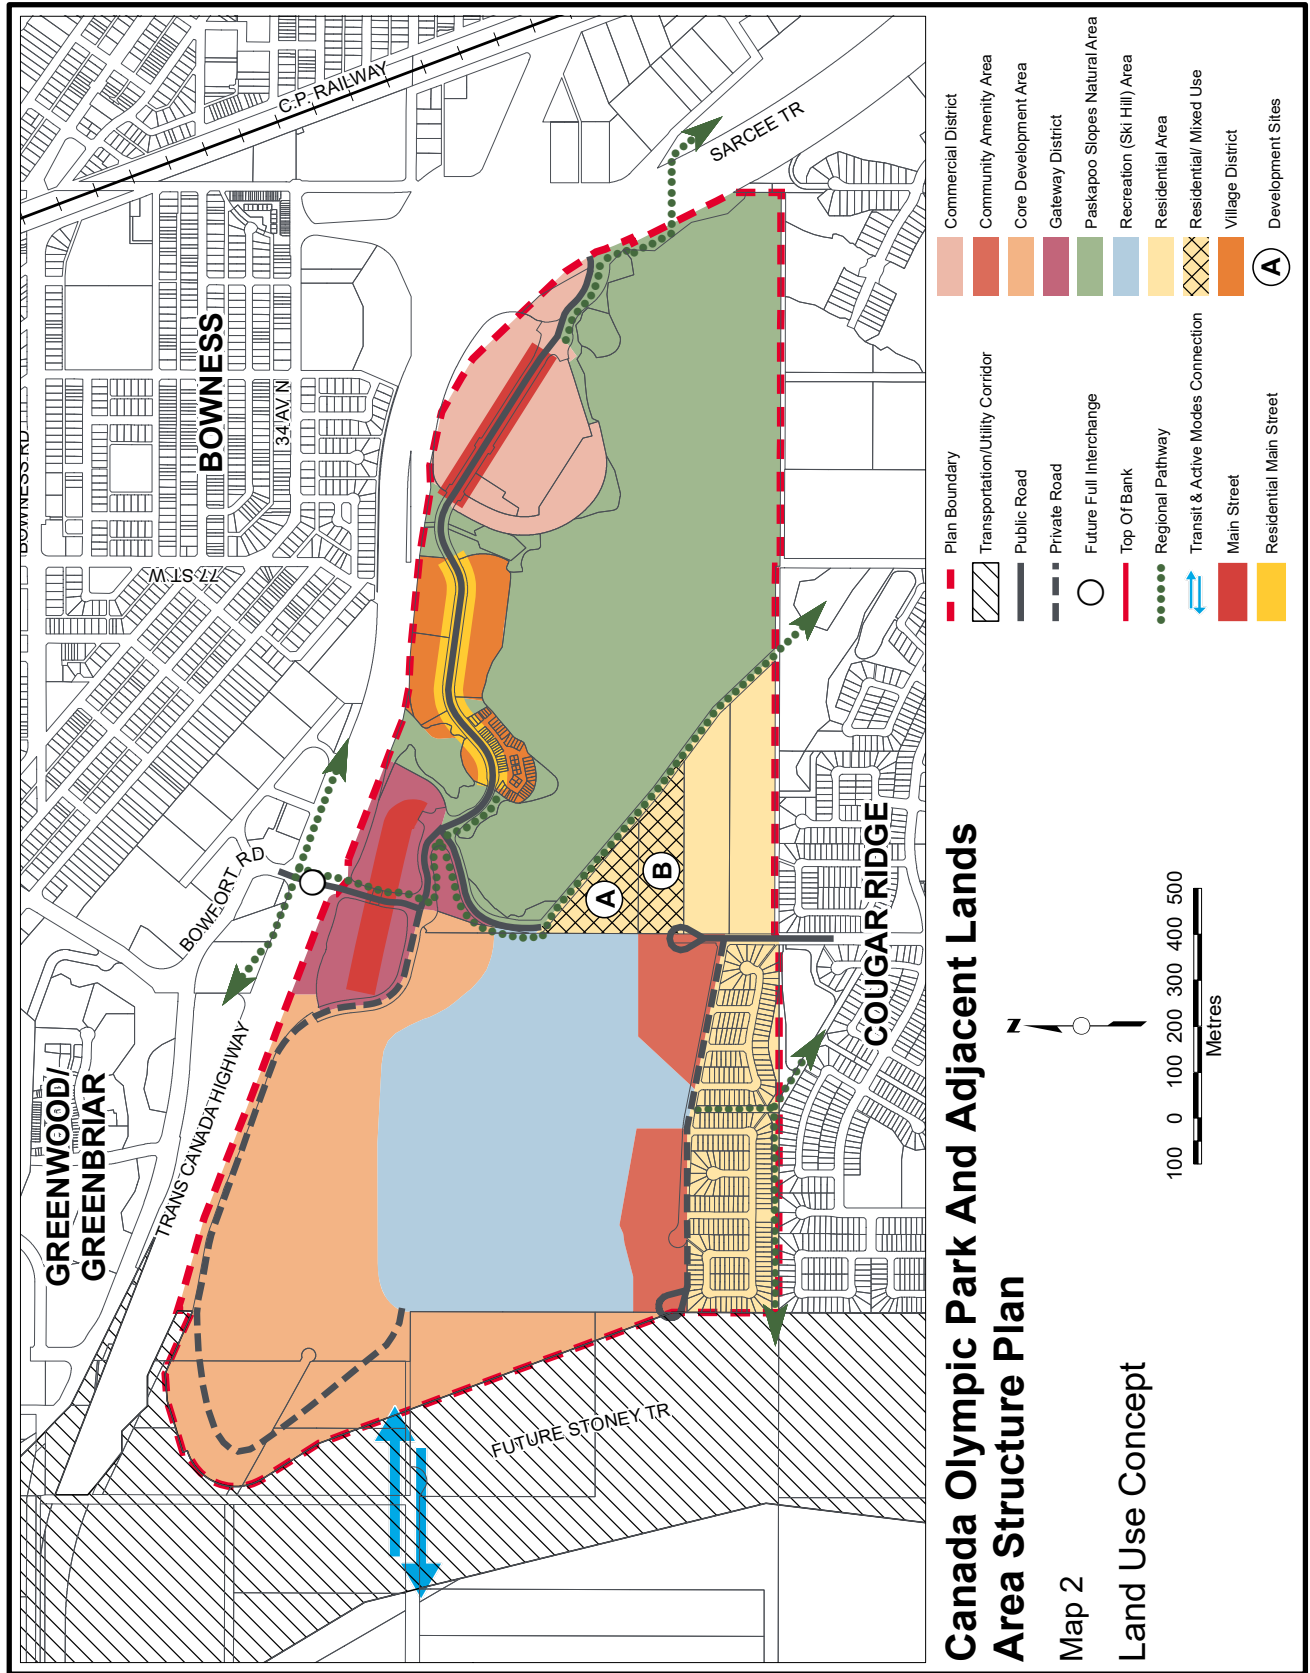 C.P. RAILWAY
SARCEE TR
BOWNESS RD
BOWNESS
34 AV N
77 ST W
BOWFORT RD
GREENWOOD/
GREENBRIAR
TRANS CANADA HIGHWAY
A
B
COUGAR RIDGE
FUTURE STONEY TR
Canada Olympic Park And Adjacent Lands
Area Structure Plan
Map 2
Land Use Concept
N
100 0 100 200 300 400 500
Metres
Plan Boundary
Transportation/Utility Corridor
Public Road
Private Road
Future Full Interchange
Top Of Bank
Regional Pathway
Transit & Active Modes Connection
Main Street
Residential Main Street
Commercial District
Community Amenity Area
Core Development Area
Gateway District
Paskapoo Slopes Natural Area
Recreation (Ski Hill) Area
Residential Area
Residential/ Mixed Use
Village District
A Development Sites